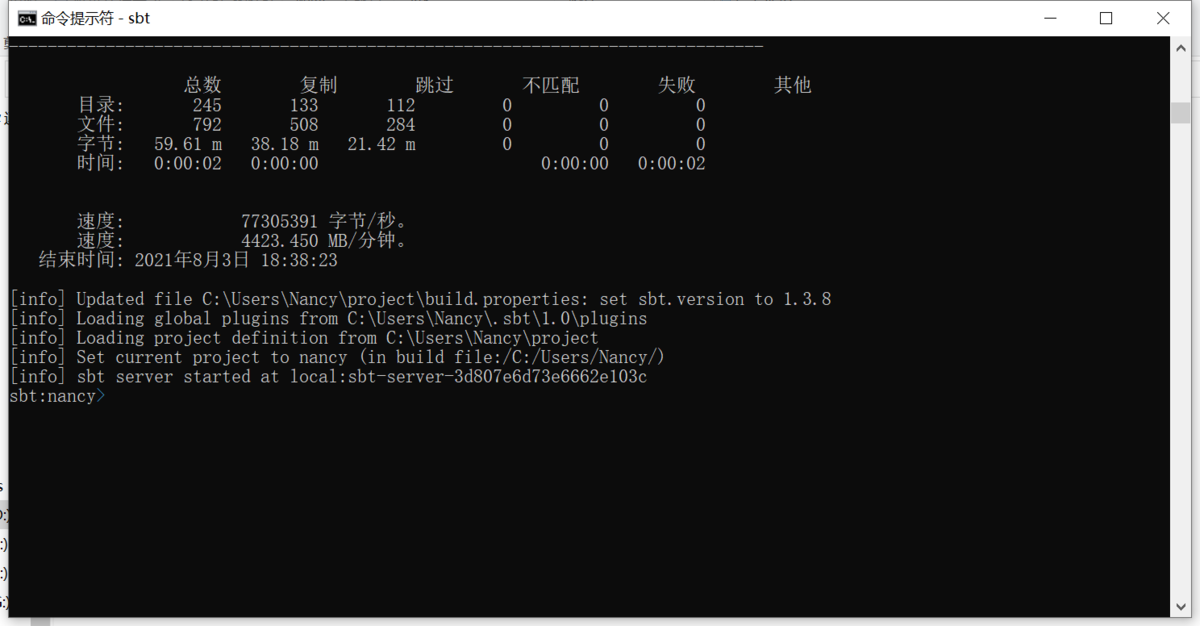 命令提示符 - sbt
总数 复制 跳过 不匹配 失败 其他
目录: 245 133 112 0 0 0
文件: 792 508 284 0 0 0
字节: 59.61 m 38.18 m 21.42 m 0 0 0
时间: 0:00:02 0:00:00 0:00:00 0:00:02
速度: 77305391 字节/秒。
速度: 4423.450 MB/分钟。
结束时间: 2021年8月3日 18:38:23
[info] Updated file C:\Users\Nancy\project\build.properties: set sbt.version to 1.3.8
[info] Loading global plugins from C:\Users\Nancy\.sbt\1.0\plugins
[info] Loading project definition from C:\Users\Nancy\project
[info] Set current project to nancy (in build file:/C:/Users/Nancy/)
[info] sbt server started at local:sbt-server-3d807e6d73e6662e103c
sbt:nancy>